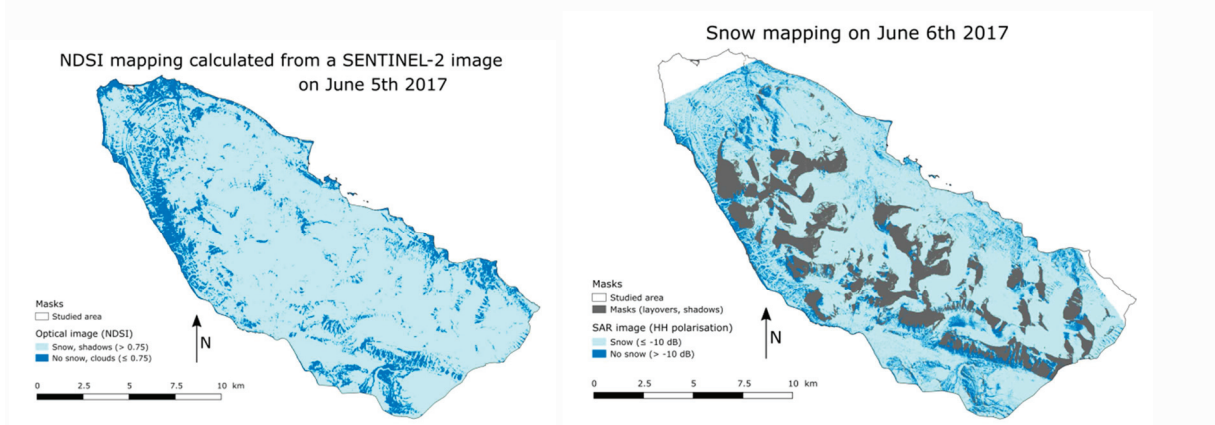 NDSI mapping calculated from a SENTINEL-2 image
on June 5th 2017
Masks
Studied area
Optical image (NDSI)
Snow, shadows (> 0.75)
No snow, clouds (≤ 0.75)
N
0 2.5 5 7.5 10 km
Snow mapping on June 6th 2017
Masks
Studied area
Masks (layovers, shadows)
SAR image (HH polarisation)
Snow (≤ -10 dB)
No snow (> -10 dB)
N
0 2.5 5 7.5 10 km